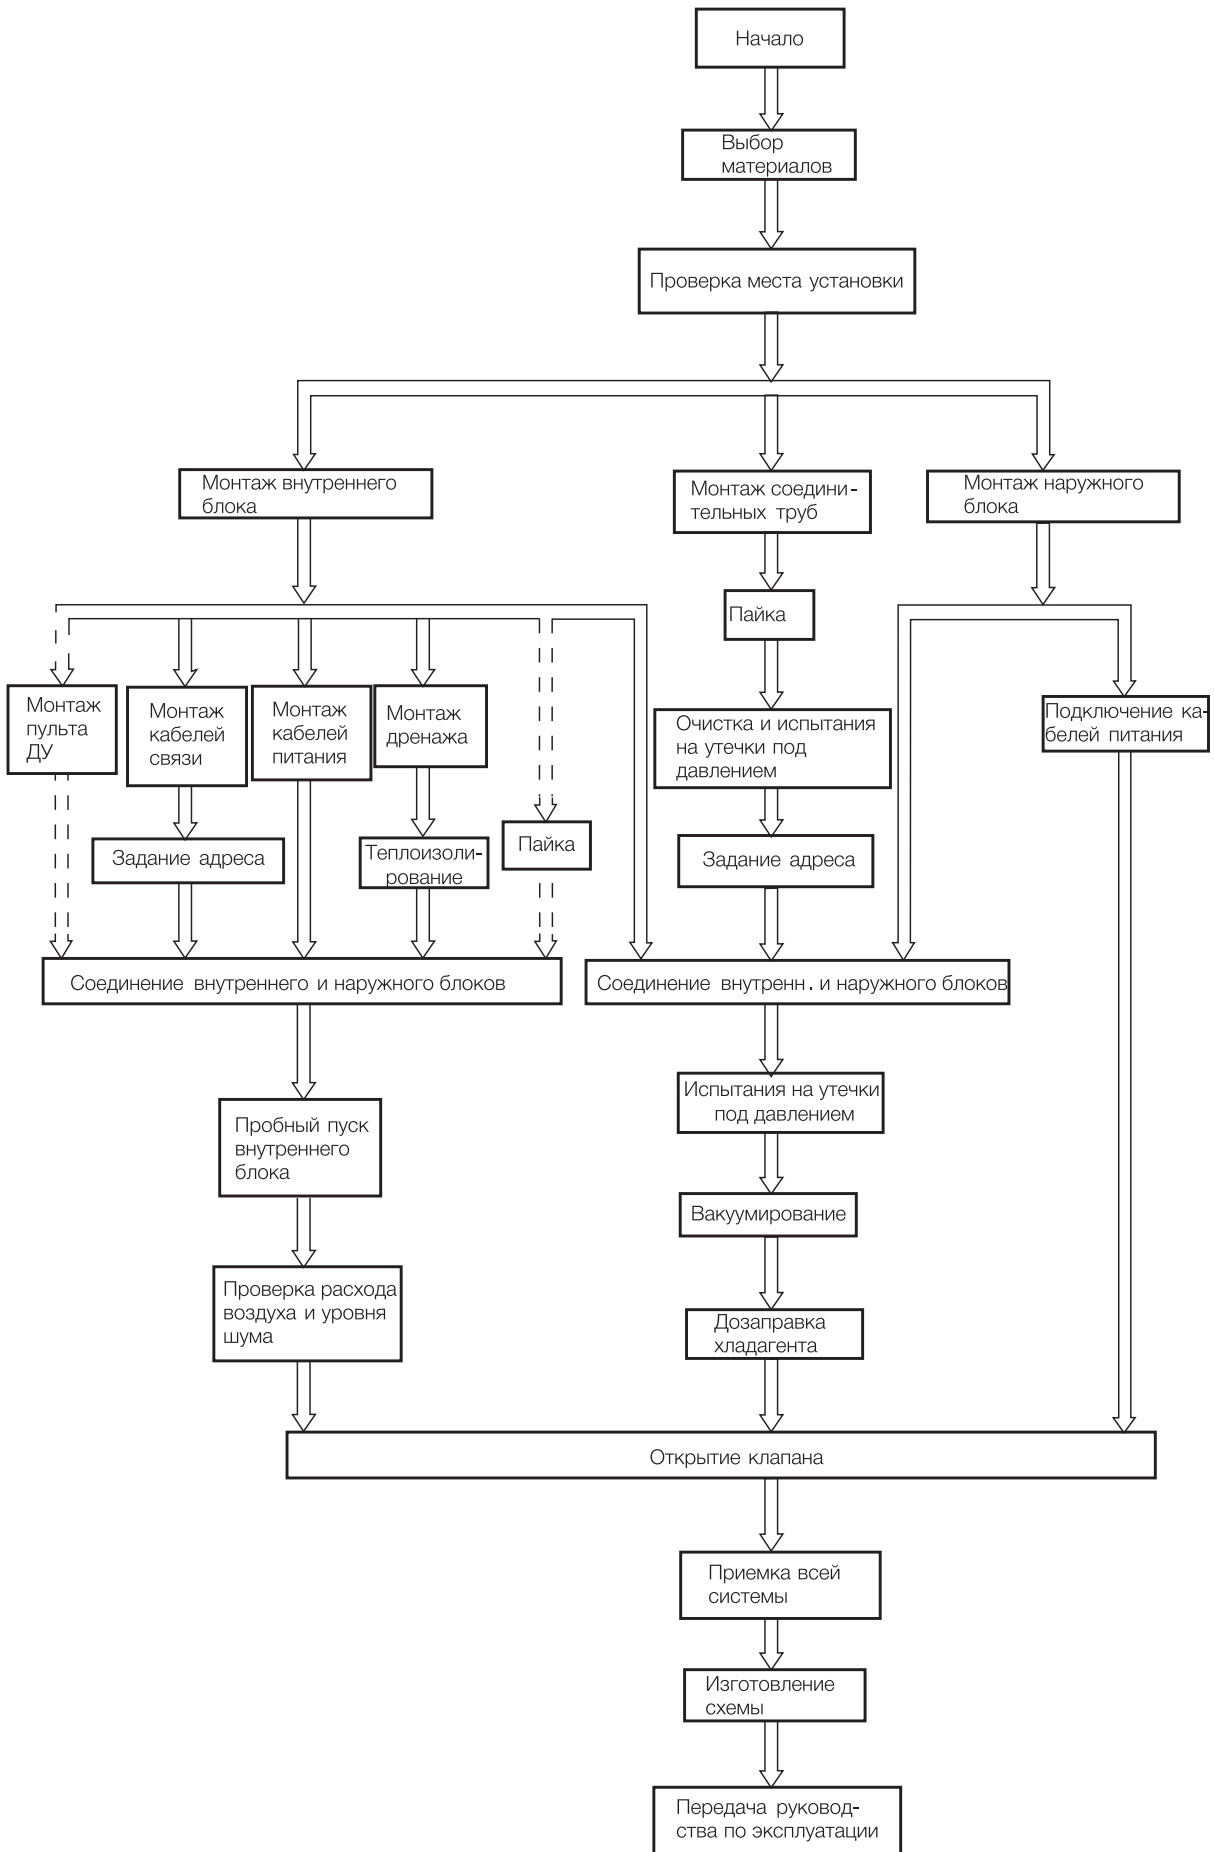 Начало
Выбор
материалов
Проверка места установки
Монтаж внутреннего
блока
Монтаж соедини-
тельных труб
Монтаж наружного
блока
Пайка
Монтаж
пульта
ДУ
Монтаж
кабелей
связи
Монтаж
кабелей
питания
Монтаж
дренажа
Очистка и испытания
на утечки под
давлением
Подключение ка-
белей питания
Задание адреса
Теплоизоли-
рование
Пайка
Задание адреса
Соединение внутреннего и наружного блоков
Соединение внутренн. и наружного блоков
Испытания на утечки
под давлением
Пробный пуск
внутреннего
блока
Вакуумирование
Проверка расхода
воздуха и уровня
шума
Дозаправка
хладагента
Открытие клапана
Приемка всей
системы
Изготовление
схемы
Передача руковод-
ства по эксплуатации